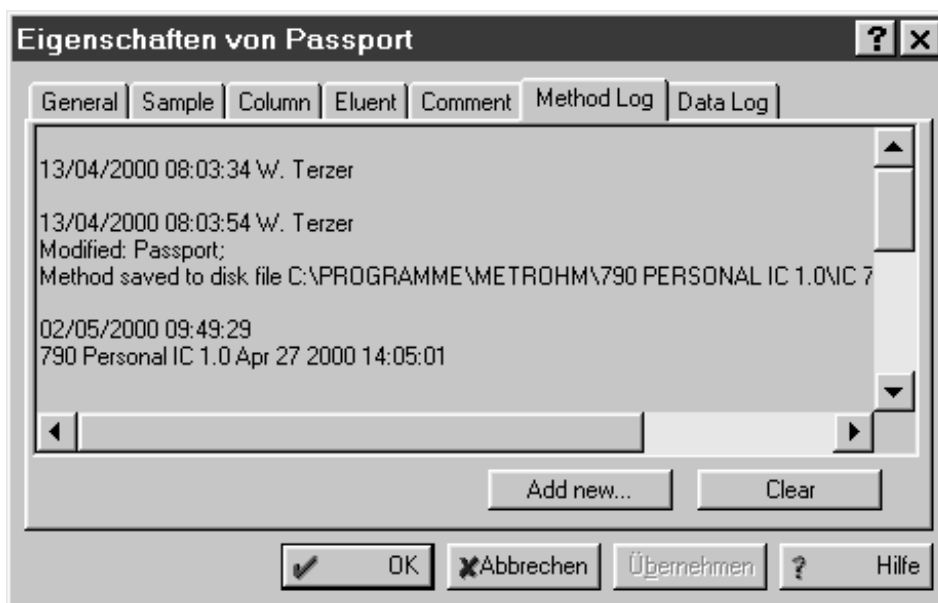 Eigenschaften von Passport
General Sample Column Eluent Comment Method Log Data Log
13/04/2000 08:03:34 W. Terzer
13/04/2000 08:03:54 W. Terzer
Modified: Passport;
Method saved to disk file C:\PROGRAMME\METROHM\790 PERSONAL IC 1.0\IC 7
02/05/2000 09:49:29
790 Personal IC 1.0 Apr 27 2000 14:05:01
Add new... Clear
OK Abbrechen Übernehmen Hilfe